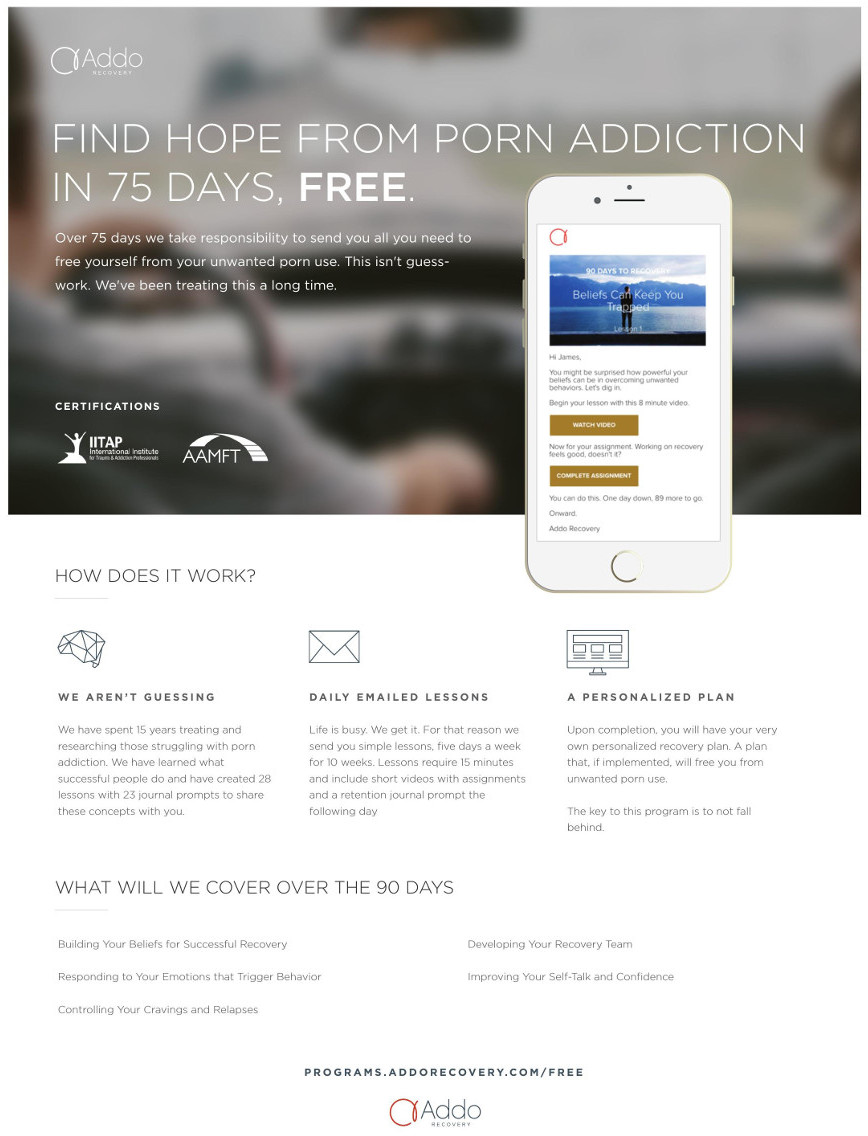 Addo
RECOVERY
FIND HOPE FROM PORN ADDICTION
IN 75 DAYS, FREE.
Over 75 days we take responsibility to send you all you need to
free yourself from your unwanted porn use. This isn't guess-
work. We've been treating this a long time.
CERTIFICATIONS
IITAP
International Institute
for Trauma & Addiction Professionals
AAMFT
90 DAYS TO RECOVERY
Beliefs Can Keep You
Trapped
Lesson 1
Hi James,
You might be surprised how powerful your
beliefs can be in overcoming unwanted
behaviors. Let's dig in.
Begin your lesson with this 8 minute video.
WATCH VIDEO
Now for your assignment. Working on recovery
feels good, doesn't it?
COMPLETE ASSIGNMENT
You can do this. One day down, 89 more to go.
Onward.
Addo Recovery
HOW DOES IT WORK?
WE AREN'T GUESSING
We have spent 15 years treating and
researching those struggling with porn
addiction. We have learned what
successful people do and have created 28
lessons with 23 journal prompts to share
these concepts with you.
DAILY EMAILED LESSONS
Life is busy. We get it. For that reason we
send you simple lessons, five days a week
for 10 weeks. Lessons require 15 minutes
and include short videos with assignments
and a retention journal prompt the
following day
A PERSONALIZED PLAN
Upon completion, you will have your very
own personalized recovery plan. A plan
that, if implemented, will free you from
unwanted porn use.
The key to this program is to not fall
behind.
WHAT WILL WE COVER OVER THE 90 DAYS
Building Your Beliefs for Successful Recovery
Responding to Your Emotions that Trigger Behavior
Controlling Your Cravings and Relapses
Developing Your Recovery Team
Improving Your Self-Talk and Confidence
PROGRAMS.ADDORECOVERY.COM/FREE
Addo
RECOVERY